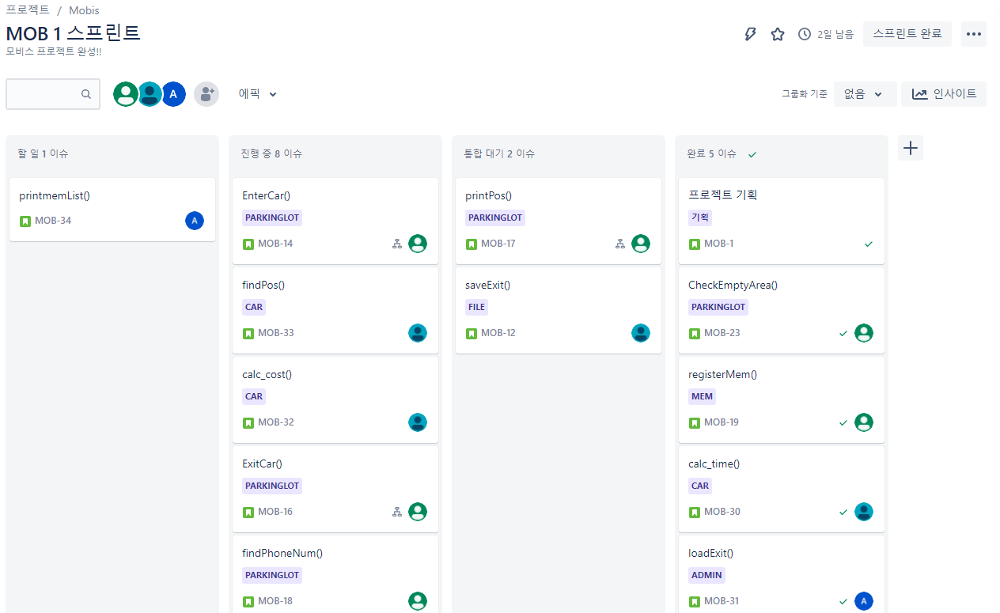 프로젝트 / Mobis
MOB 1 스프린트
모비스 프로젝트 완성!!
2일 남음
스프린트 완료
A
에픽
그룹화 기준
없음
인사이트
할 일 1 이슈
printmemList()
MOB-34
A
진행 중 8 이슈
EnterCar()
PARKINGLOT
MOB-14
findPos()
CAR
MOB-33
calc_cost()
CAR
MOB-32
ExitCar()
PARKINGLOT
MOB-16
findPhoneNum()
PARKINGLOT
MOB-18
통합 대기 2 이슈
printPos()
PARKINGLOT
MOB-17
saveExit()
FILE
MOB-12
완료 5 이슈
프로젝트 기획
기획
MOB-1
CheckEmptyArea()
PARKINGLOT
MOB-23
registerMem()
MEM
MOB-19
calc_time()
CAR
MOB-30
loadExit()
ADMIN
MOB-31
A